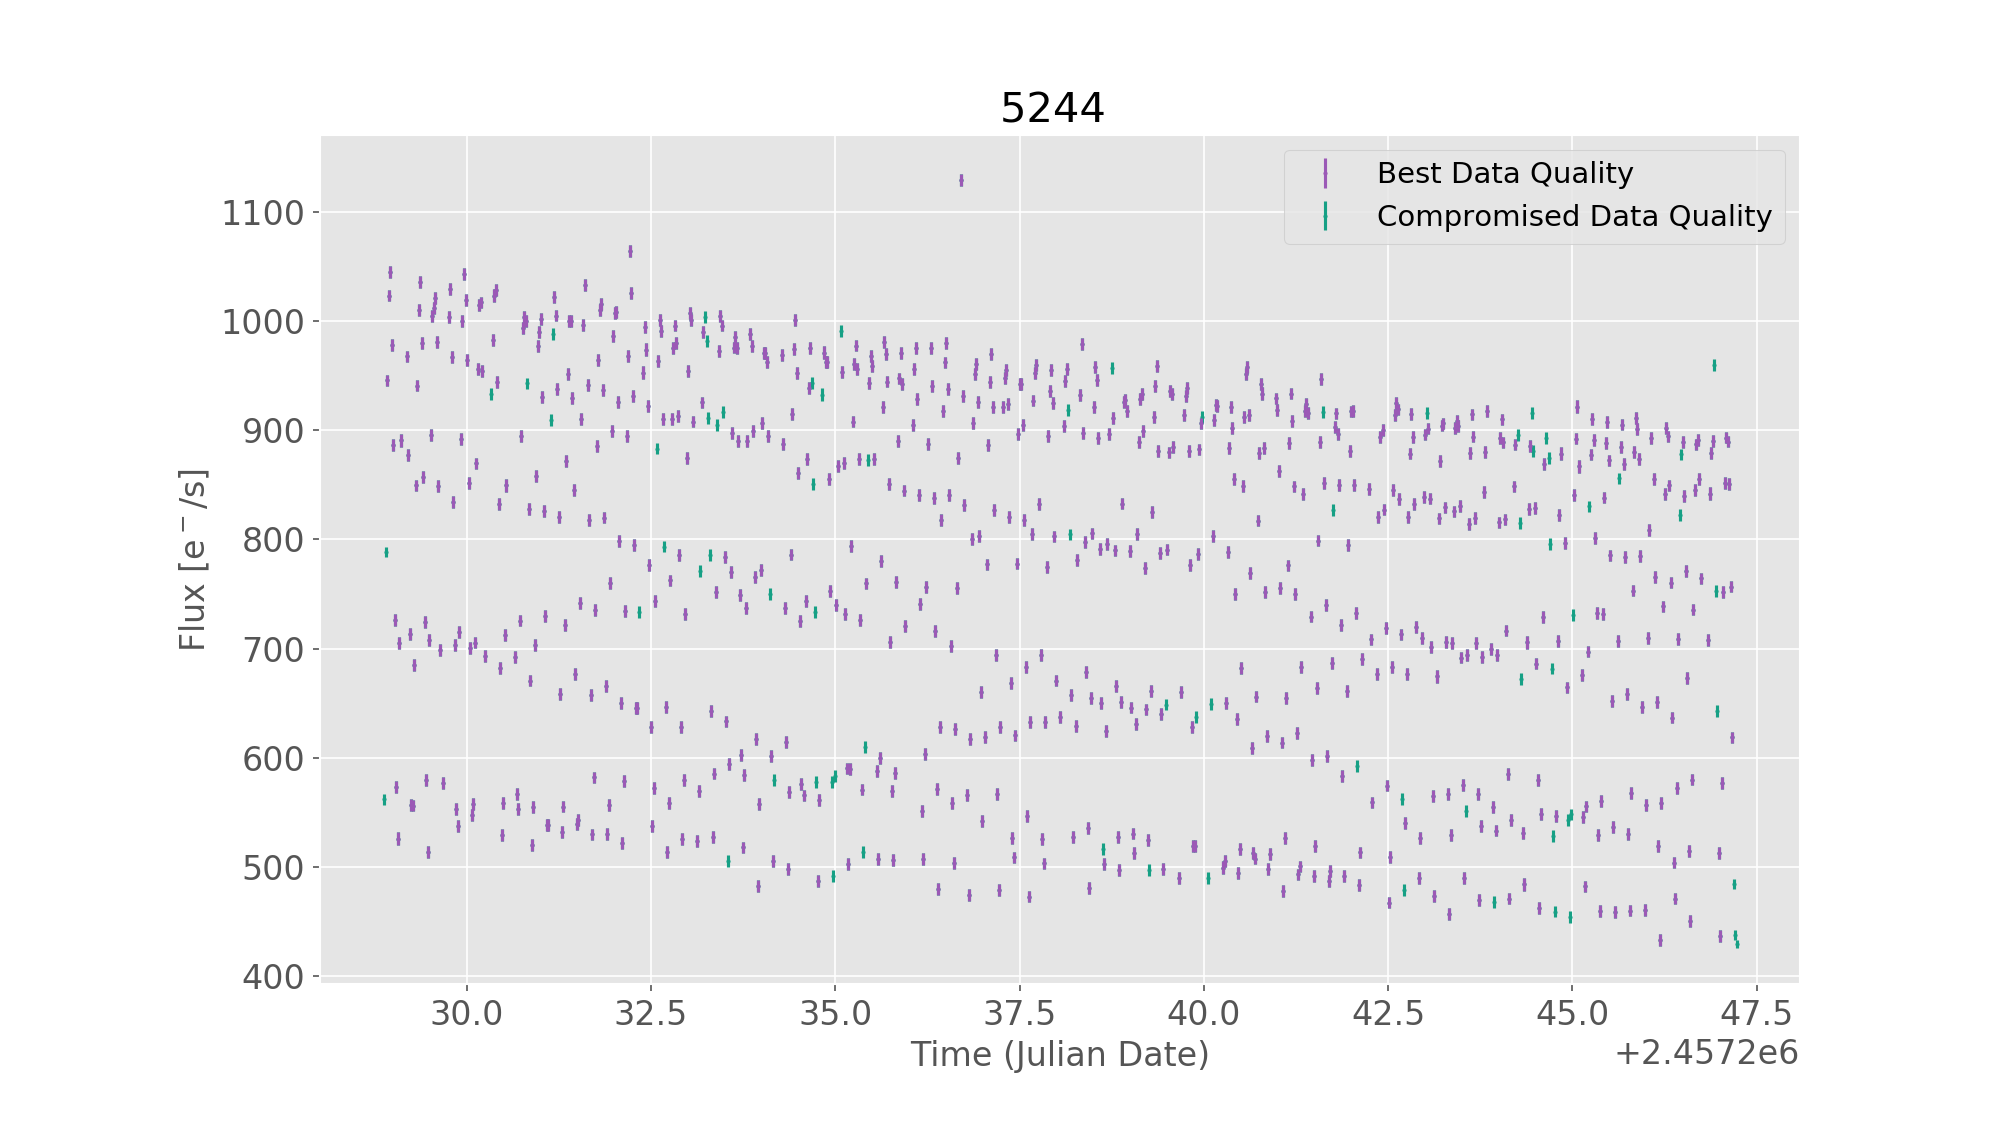 5244
Best Data Quality
Compromised Data Quality
1100
1000
900
800
700
600
500
400
Flux [e⁻/s]
30.0 32.5 35.0 37.5 40.0 42.5 45.0 47.5
Time (Julian Date)
+2.4572e6